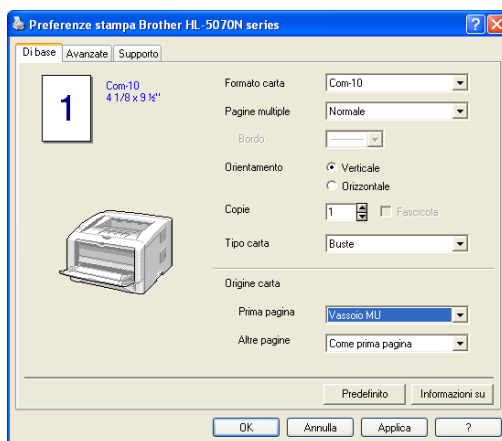 Preferenze stampa Brother HL-5070N series
Di base Avanzate Supporto
1
Com-10
4 1/8 x 9 ½"
Formato carta Com-10
Pagine multiple Normale
Bordo
Orientamento Verticale
Orizzontale
Copie 1 Fascicola
Tipo carta Buste
Origine carta
Prima pagina Vassoio MU
Altre pagine Come prima pagina
Predefinito Informazioni su
OK Annulla Applica ?